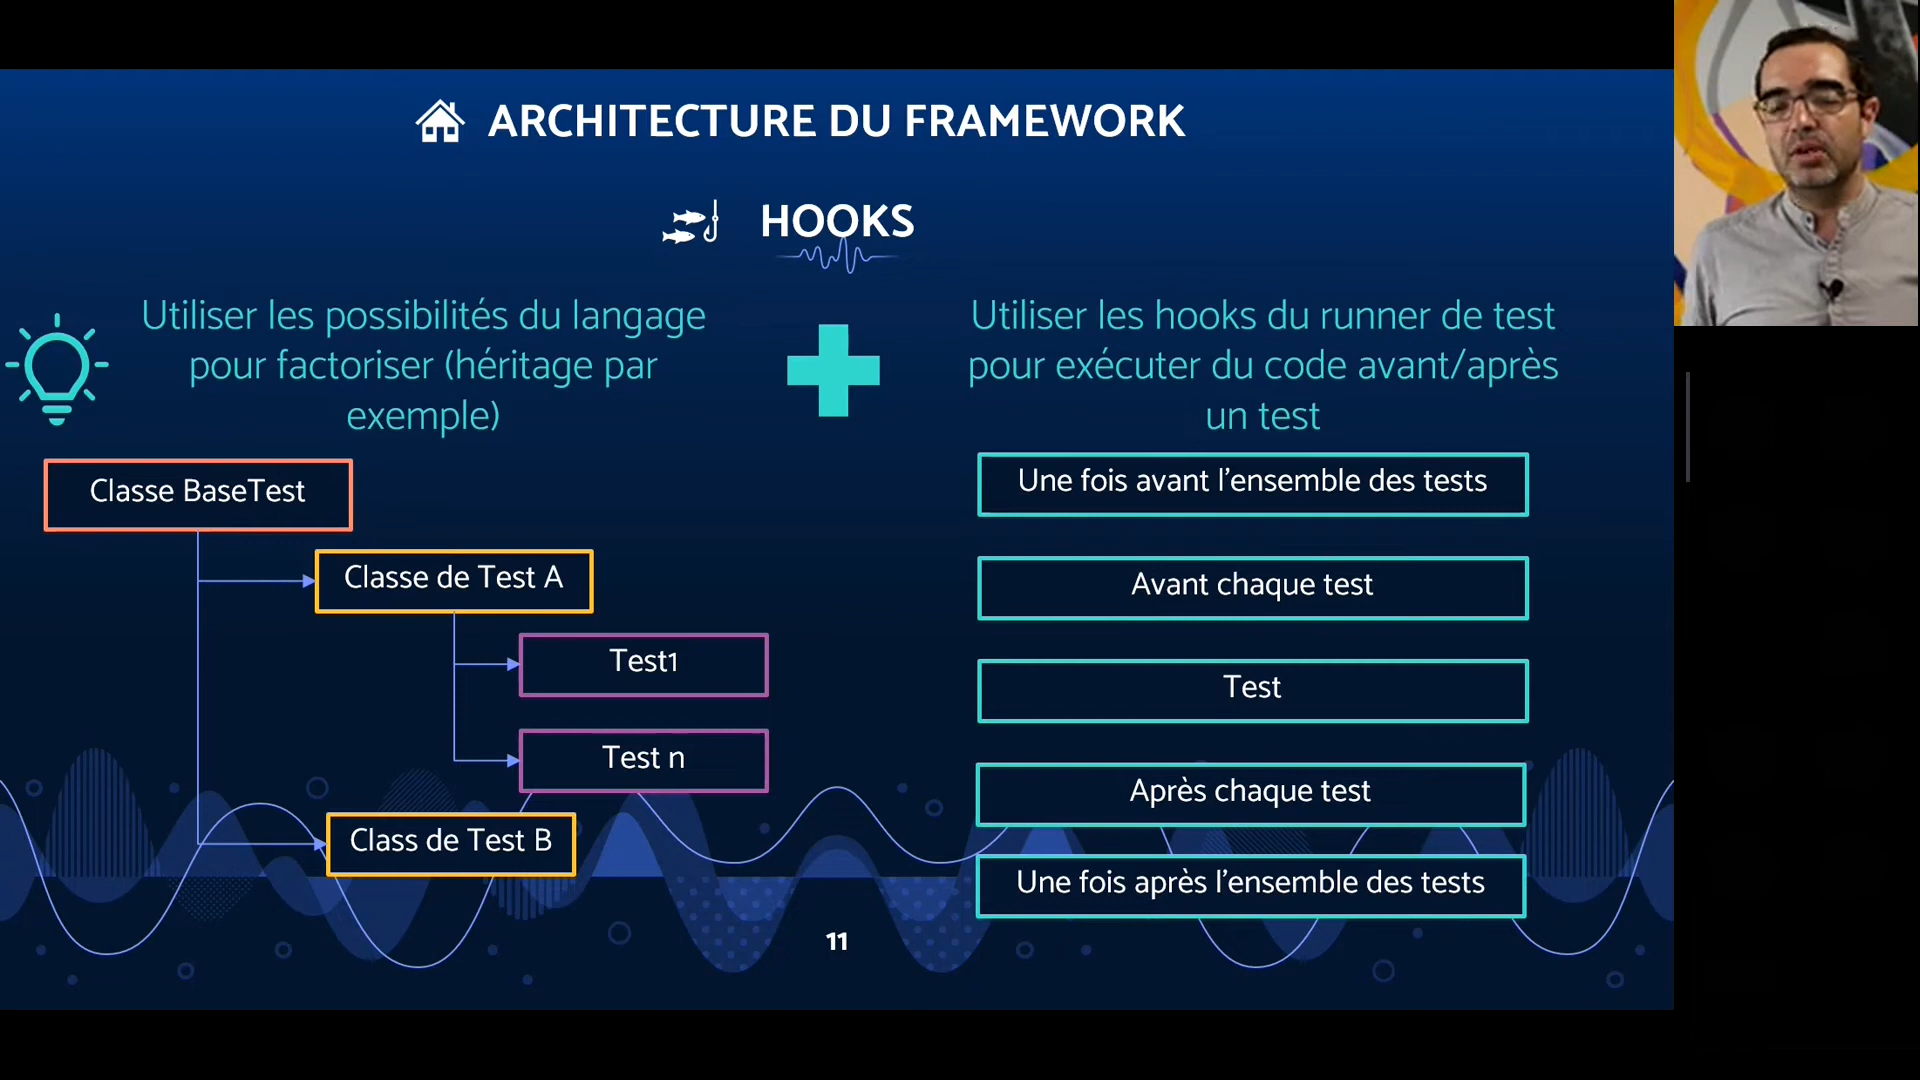 ARCHITECTURE DU FRAMEWORK
HOOKS
Utiliser les possibilités du langage
pour factoriser (héritage par
exemple)
Classe BaseTest
Classe de Test A
Test1
Test n
Class de Test B
Utiliser les hooks du runner de test
pour exécuter du code avant/après
un test
Une fois avant l'ensemble des tests
Avant chaque test
Test
Après chaque test
Une fois après l'ensemble des tests
11